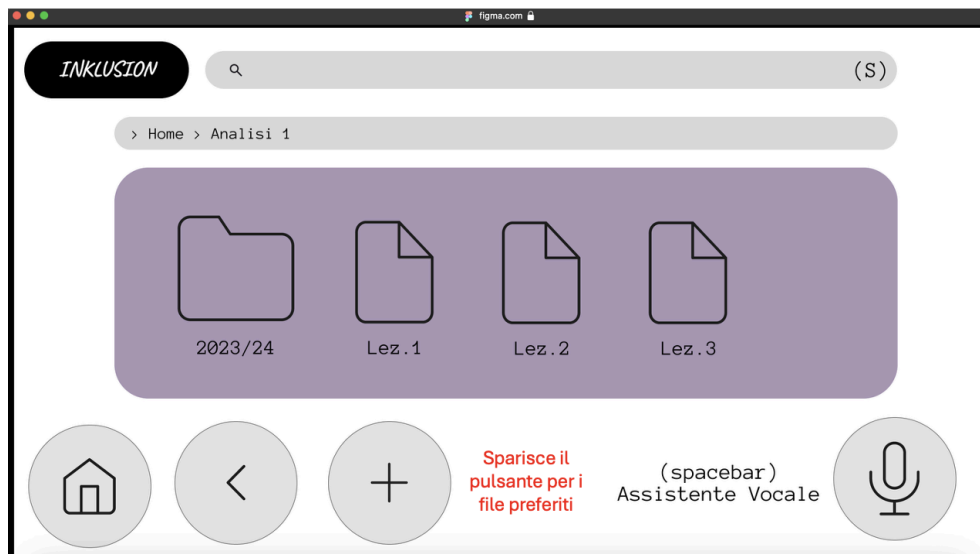 figma.com
INKLUSION
(S)
> Home > Analisi 1
2023/24
Lez.1
Lez.2
Lez.3
Sparisce il
pulsante per i
file preferiti
(spacebar)
Assistente Vocale